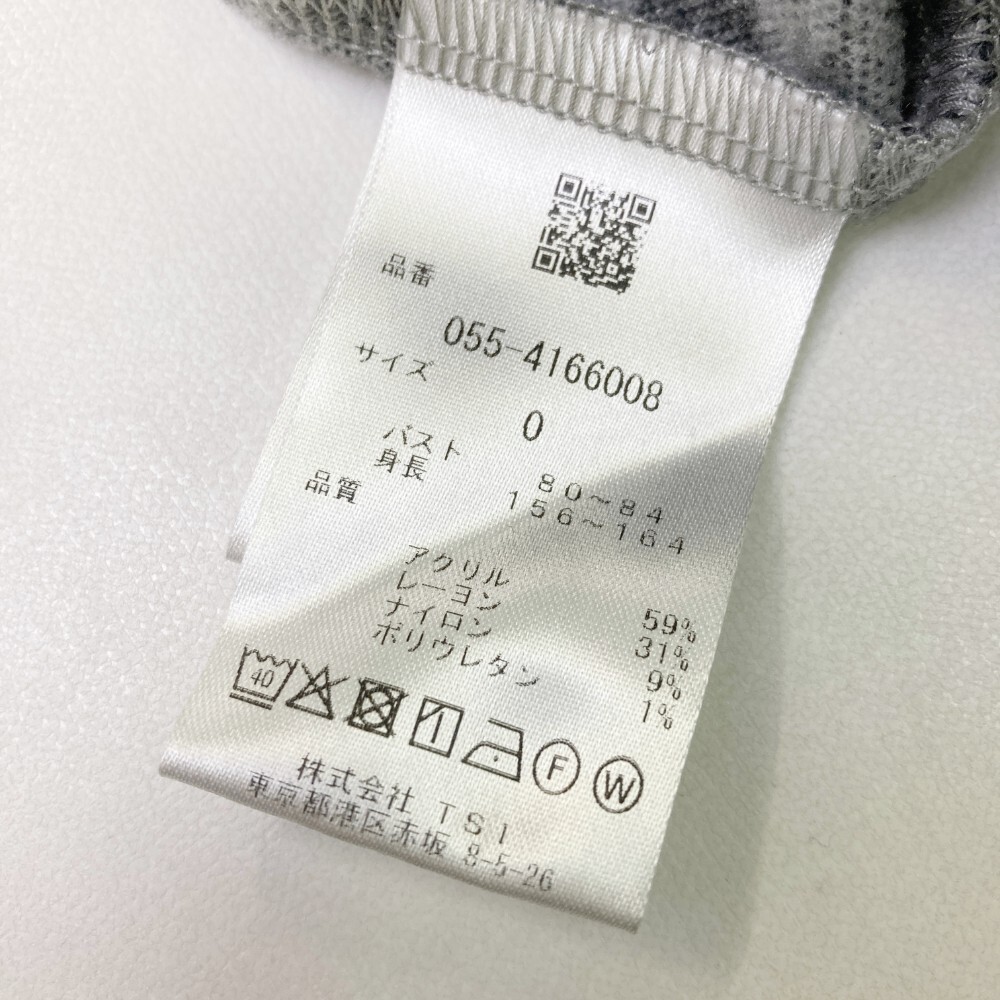 品番
055-4166008
サイズ
0
バスト 80~84
身長 156~164
品質
アクリル 59%
レーヨン 31%
ナイロン 9%
ポリウレタン 1%
40
F W
株式会社 TSI
東京都港区赤坂 8-5-26